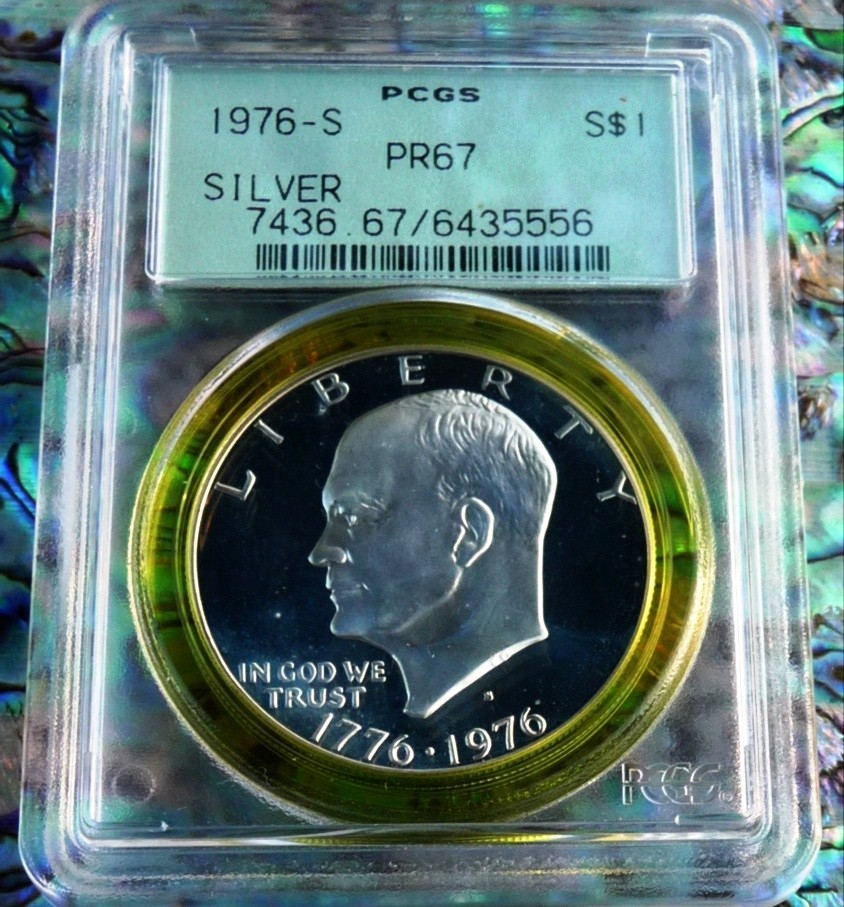 PCGS
1976-S S$1
PR67
SILVER
7436.67/6435556
LIBERTY
IN GOD WE
TRUST
S
1776·1976
PCGS